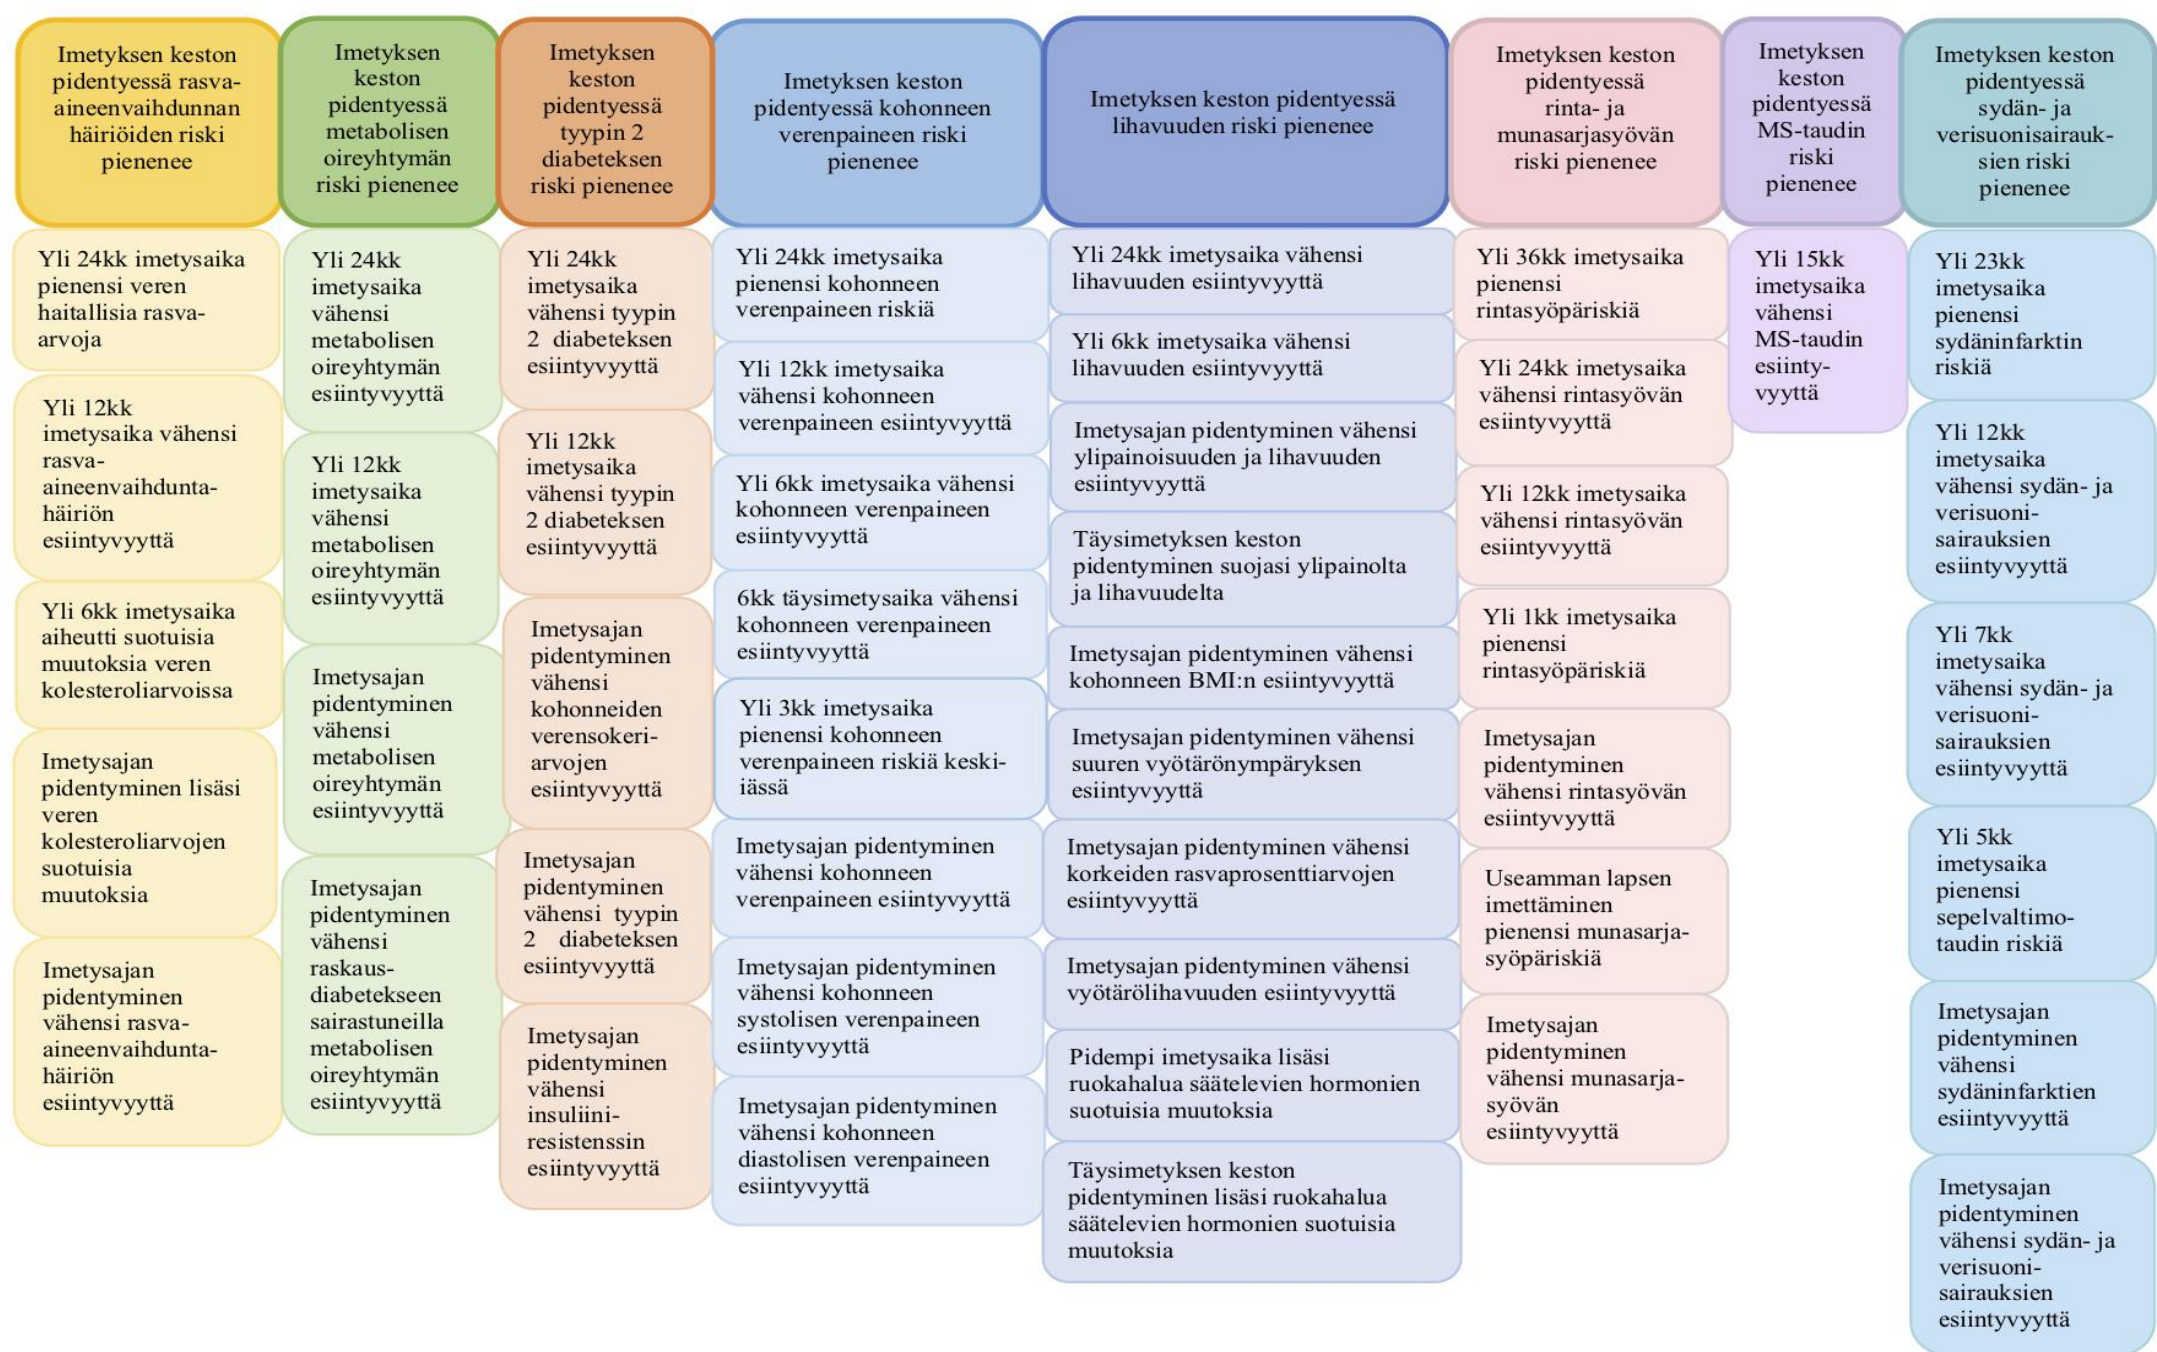 Imetyksen keston
pidentyessä rasva-
aineenvaihdunnan
häiriöiden riski
pienenee
Yli 24kk imetysaika
pienensi veren
haitallisia rasva-
arvoja
Yli 12kk
imetysaika vähensi
rasva-
aineenvaihdunta-
häiriön
esiintyvyyttä
Yli 6kk imetysaika
aiheutti suotuisia
muutoksia veren
kolesteroliarvoissa
Imetysajan
pidentyminen lisäsi
veren
kolesteroliarvojen
suotuisia
muutoksia
Imetysajan
pidentyminen
vähensi rasva-
aineenvaihdunta-
häiriön
esiintyvyyttä
Imetyksen
keston
pidentyessä
metabolisen
oireyhtymän
riski pienenee
Yli 24kk
imetysaika
vähensi
metabolisen
oireyhtymän
esiintyvyyttä
Yli 12kk
imetysaika
vähensi
metabolisen
oireyhtymän
esiintyvyyttä
Imetysajan
pidentyminen
vähensi
metabolisen
oireyhtymän
esiintyvyyttä
Imetysajan
pidentyminen
vähensi
raskaus-
diabetekseen
sairastuneilla
metabolisen
oireyhtymän
esiintyvyyttä
Imetyksen
keston
pidentyessä
tyypin 2
diabeteksen
riski pienenee
Yli 24kk
imetysaika
vähensi tyypin
2 diabeteksen
esiintyvyyttä
Yli 12kk
imetysaika
vähensi tyypin
2 diabeteksen
esiintyvyyttä
Imetysajan
pidentyminen
vähensi
kohonneiden
verensokeri-
arvojen
esiintyvyyttä
Imetysajan
pidentyminen
vähensi tyypin
2 diabeteksen
esiintyvyyttä
Imetysajan
pidentyminen
vähensi
insuliini-
resistenssin
esiintyvyyttä
Imetyksen keston
pidentyessä kohonneen
verenpaineen riski
pienenee
Yli 24kk imetysaika
pienensi kohonneen
verenpaineen riskiä
Yli 12kk imetysaika
vähensi kohonneen
verenpaineen esiintyvyyttä
Yli 6kk imetysaika vähensi
kohonneen verenpaineen
esiintyvyyttä
6kk täysimetysaika vähensi
kohonneen verenpaineen
esiintyvyyttä
Yli 3kk imetysaika
pienensi kohonneen
verenpaineen riskiä keski-
iässä
Imetysajan pidentyminen
vähensi kohonneen
verenpaineen esiintyvyyttä
Imetysajan pidentyminen
vähensi kohonneen
systolisen verenpaineen
esiintyvyyttä
Imetysajan pidentyminen
vähensi kohonneen
diastolisen verenpaineen
esiintyvyyttä
Imetyksen keston pidentyessä
lihavuuden riski pienenee
Yli 24kk imetysaika vähensi
lihavuuden esiintyvyyttä
Yli 6kk imetysaika vähensi
lihavuuden esiintyvyyttä
Imetysajan pidentyminen vähensi
ylipainoisuuden ja lihavuuden
esiintyvyyttä
Täysimetyksen keston
pidentyminen suojasi ylipainolta
ja lihavuudelta
Imetysajan pidentyminen vähensi
kohonneen BMI:n esiintyvyyttä
Imetysajan pidentyminen vähensi
suuren vyötärönympäryksen
esiintyvyyttä
Imetysajan pidentyminen vähensi
korkeiden rasvaprosenttiarvojen
esiintyvyyttä
Imetysajan pidentyminen vähensi
vyötärölihavuuden esiintyvyyttä
Pidempi imetysaika lisäsi
ruokahalua säätelevien hormonien
suotuisia muutoksia
Täysimetyksen keston
pidentyminen lisäsi ruokahalua
säätelevien hormonien suotuisia
muutoksia
Imetyksen keston
pidentyessä
rinta- ja
munasarjasyövän
riski pienenee
Yli 36kk imetysaika
pienensi
rintasyöpäriskiä
Yli 24kk imetysaika
vähensi rintasyövän
esiintyvyyttä
Yli 12kk imetysaika
vähensi rintasyövän
esiintyvyyttä
Yli 1kk imetysaika
pienensi
rintasyöpäriskiä
Imetysajan
pidentyminen
vähensi rintasyövän
esiintyvyyttä
Useamman lapsen
imettäminen
pienensi munasarja-
syöpäriskiä
Imetysajan
pidentyminen
vähensi munasarja-
syövän
esiintyvyyttä
Imetyksen
keston
pidentyessä
MS-taudin
riski
pienenee
Yli 15kk
imetysaika
vähensi
MS-taudin
esiinty-
vyyttä
Imetyksen keston
pidentyessä
sydän- ja
verisuonisairauk-
sien riski
pienenee
Yli 23kk
imetysaika
pienensi
sydäninfarktin
riskiä
Yli 12kk
imetysaika
vähensi sydän- ja
verisuoni-
sairauksien
esiintyvyyttä
Yli 7kk
imetysaika
vähensi sydän- ja
verisuoni-
sairauksien
esiintyvyyttä
Yli 5kk
imetysaika
pienensi
sepelvaltimo-
taudin riskiä
Imetysajan
pidentyminen
vähensi
sydäninfarktien
esiintyvyyttä
Imetysajan
pidentyminen
vähensi sydän- ja
verisuoni-
sairauksien
esiintyvyyttä